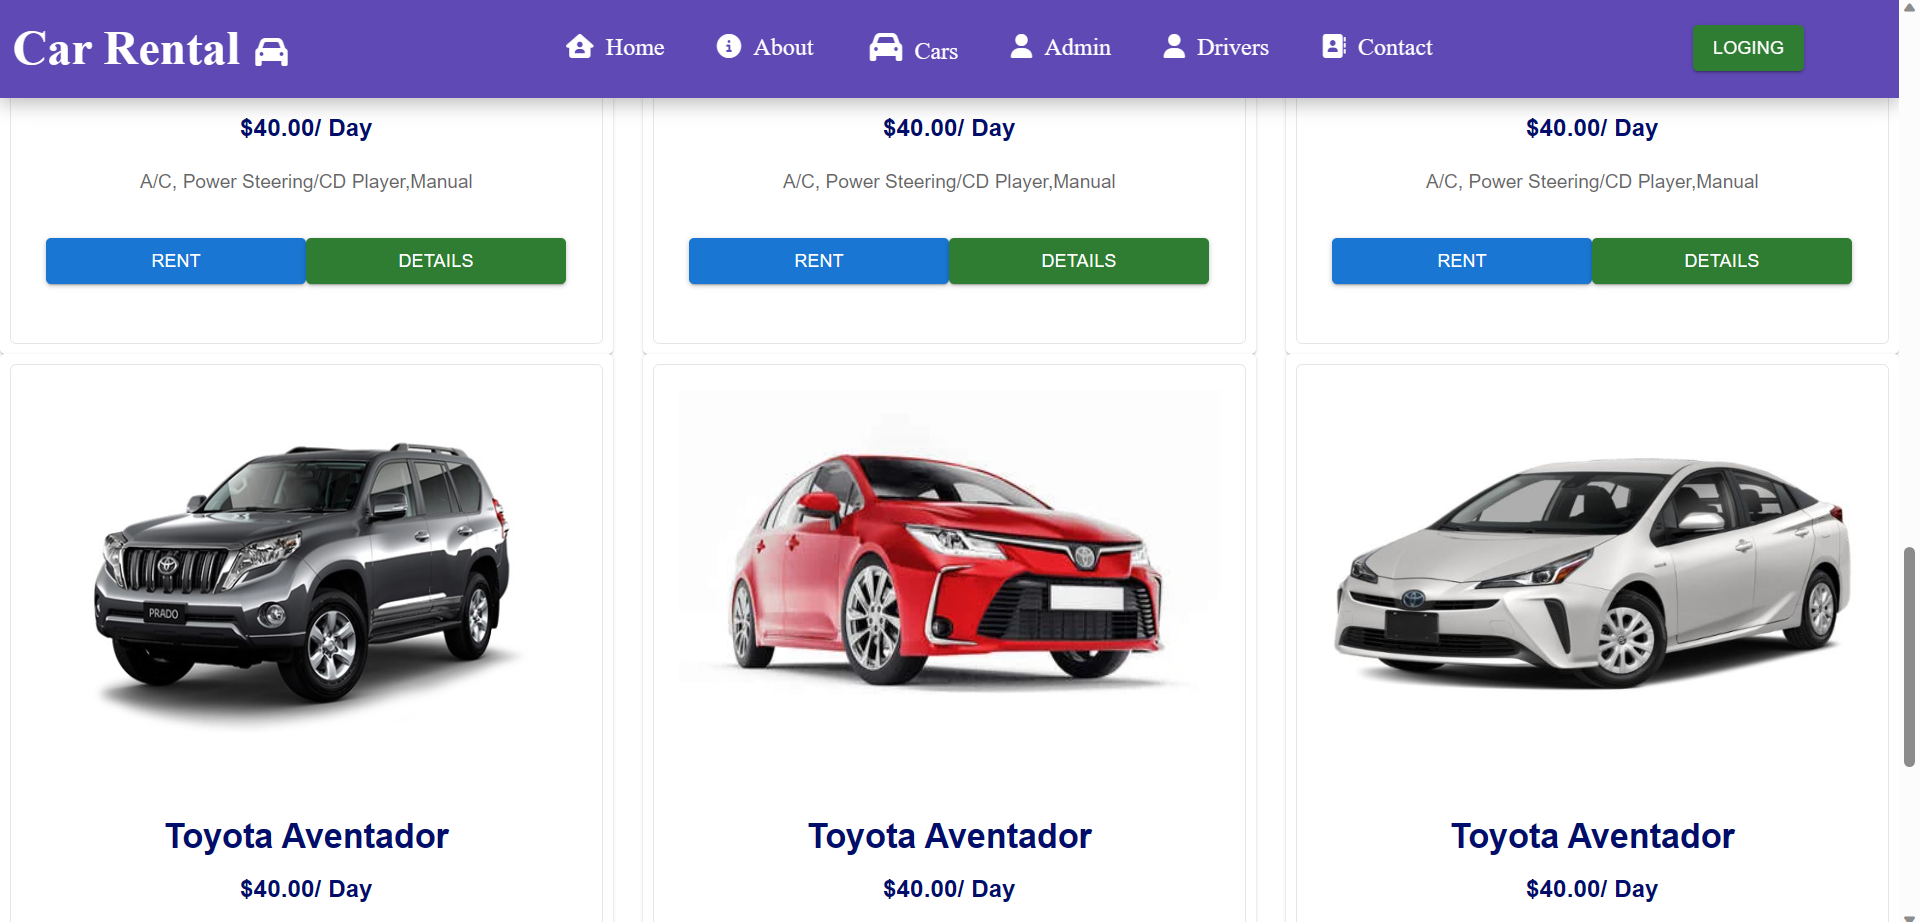 Car Rental
Home
About
Cars
Admin
Drivers
Contact
LOGING
$40.00/ Day
$40.00/ Day
$40.00/ Day
A/C, Power Steering/CD Player,Manual
A/C, Power Steering/CD Player,Manual
A/C, Power Steering/CD Player,Manual
RENT
DETAILS
RENT
DETAILS
RENT
DETAILS
PRADO
Toyota Aventador
Toyota Aventador
Toyota Aventador
$40.00/ Day
$40.00/ Day
$40.00/ Day